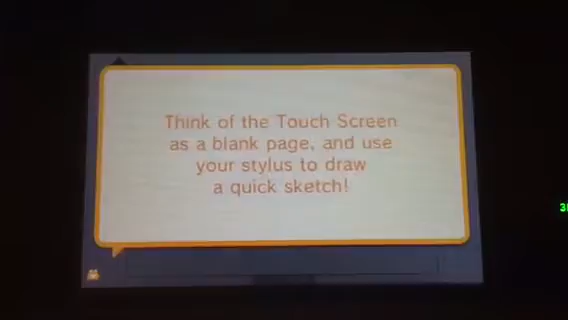 Think of the Touch Screen
as a blank page, and use
your stylus to draw
a quick sketch!